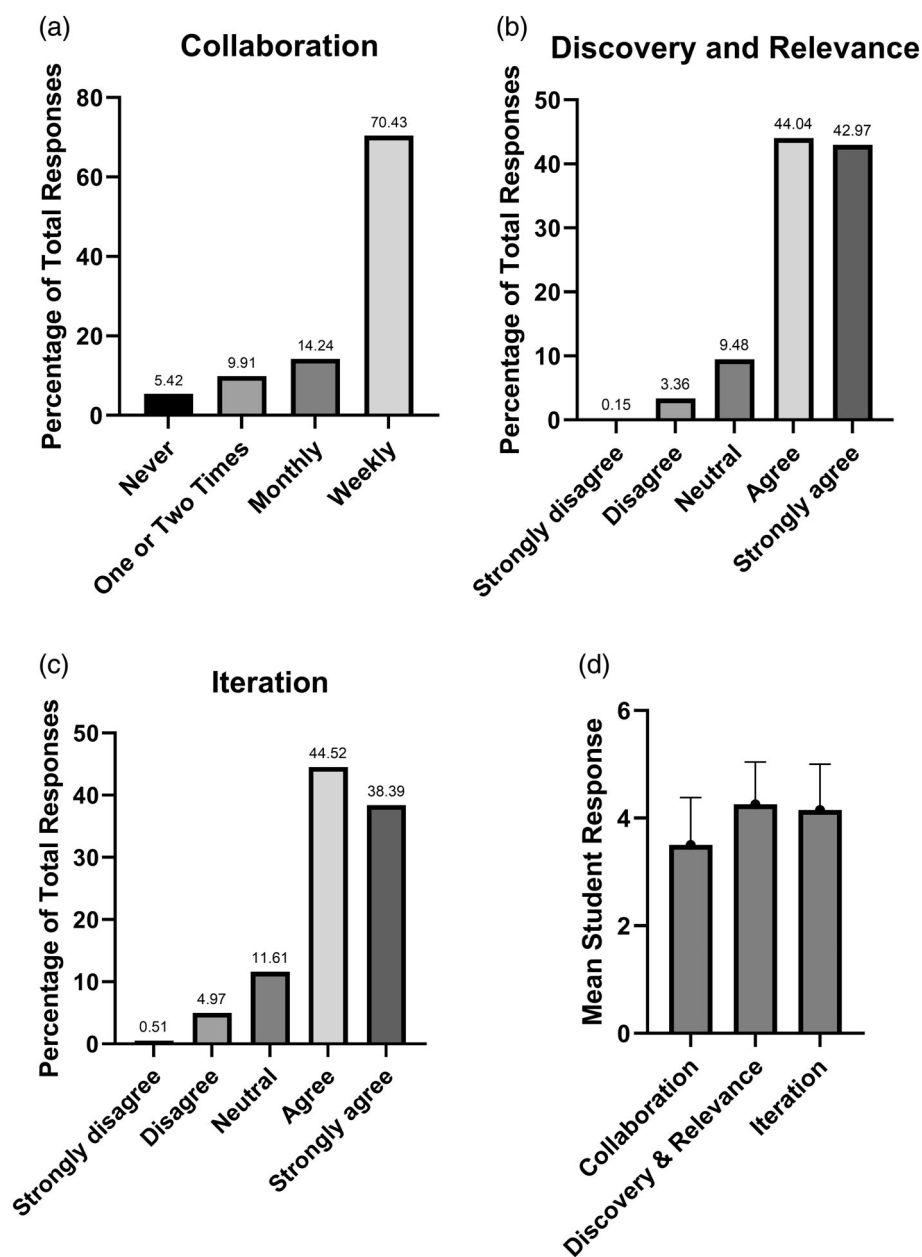 (a)
Collaboration
Percentage of Total Responses
80
60
40
20
0
5.42
9.91
14.24
70.43
Never
One or Two Times
Monthly
Weekly
(b)
Discovery and Relevance
Percentage of Total Responses
50
40
30
20
10
0
0.15
3.36
9.48
44.04
42.97
Strongly disagree
Disagree
Neutral
Agree
Strongly agree
(c)
Iteration
Percentage of Total Responses
50
40
30
20
10
0
0.51
4.97
11.61
44.52
38.39
Strongly disagree
Disagree
Neutral
Agree
Strongly agree
(d)
Mean Student Response
6
4
2
0
Collaboration
Discovery & Relevance
Iteration